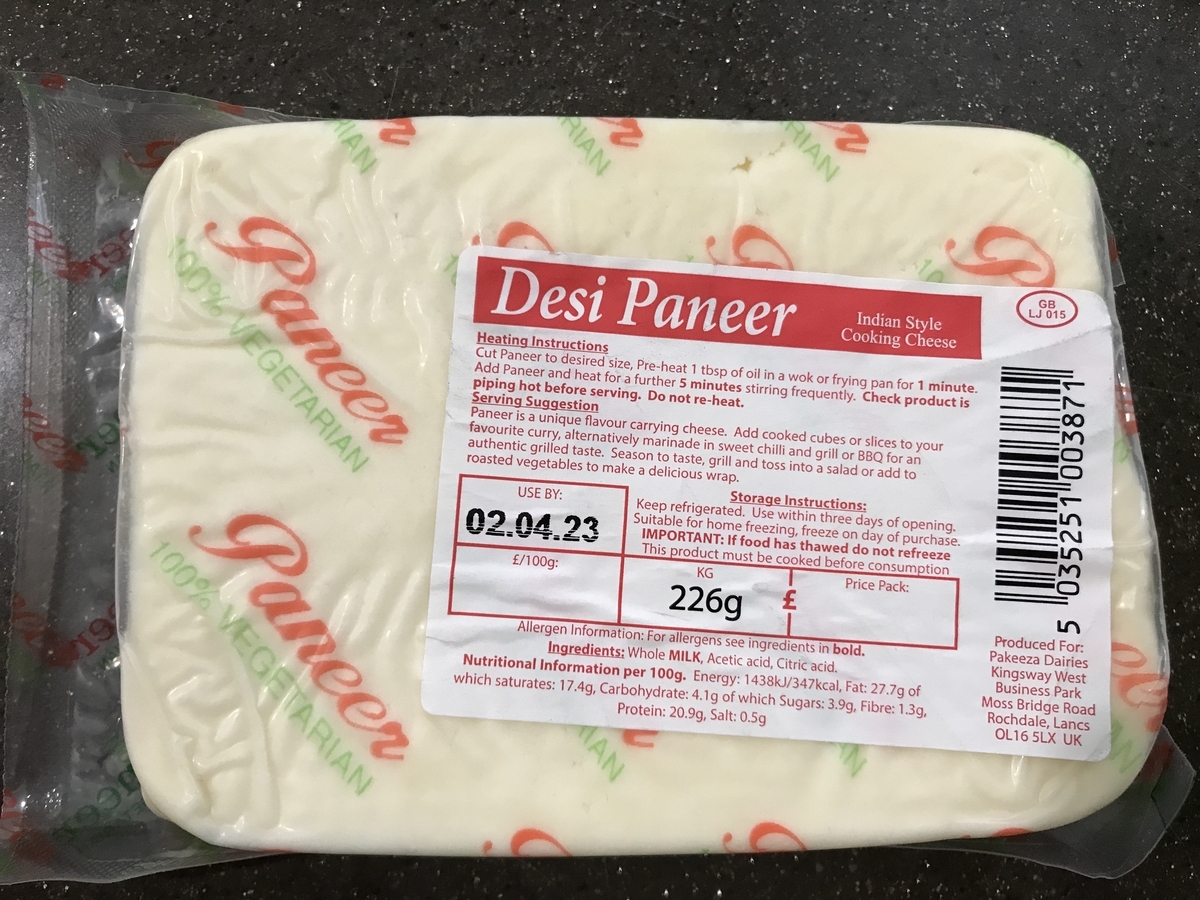 Paneer
100% VEGETARIAN
Paneer
100% VEGETARIAN
Desi Paneer
Indian Style
Cooking Cheese
GB
LJ 015
Heating Instructions
Cut Paneer to desired size, Pre-heat 1 tbsp of oil in a wok or frying pan for 1 minute.
Add Paneer and heat for a further 5 minutes stirring frequently. Check product is
piping hot before serving. Do not re-heat.
Serving Suggestion
Paneer is a unique flavour carrying cheese. Add cooked cubes or slices to your
favourite curry, alternatively marinade in sweet chilli and grill or BBQ for an
authentic grilled taste. Season to taste, grill and toss into a salad or add to
roasted vegetables to make a delicious wrap.
USE BY:
02.04.23
Storage Instructions:
Keep refrigerated. Use within three days of opening.
Suitable for home freezing, freeze on day of purchase.
IMPORTANT: If food has thawed do not refreeze
This product must be cooked before consumption
£/100g:
KG
226g
£
Price Pack:
Allergen Information: For allergens see ingredients in bold.
Ingredients: Whole MILK, Acetic acid, Citric acid.
Nutritional Information per 100g. Energy: 1438kJ/347kcal, Fat: 27.7g of
which saturates: 17.4g, Carbohydrate: 4.1g of which Sugars: 3.9g, Fibre: 1.3g,
Protein: 20.9g, Salt: 0.5g
5 035251 003871
Produced For:
Pakeeza Dairies
Kingsway West
Business Park
Moss Bridge Road
Rochdale, Lancs
OL16 5LX UK